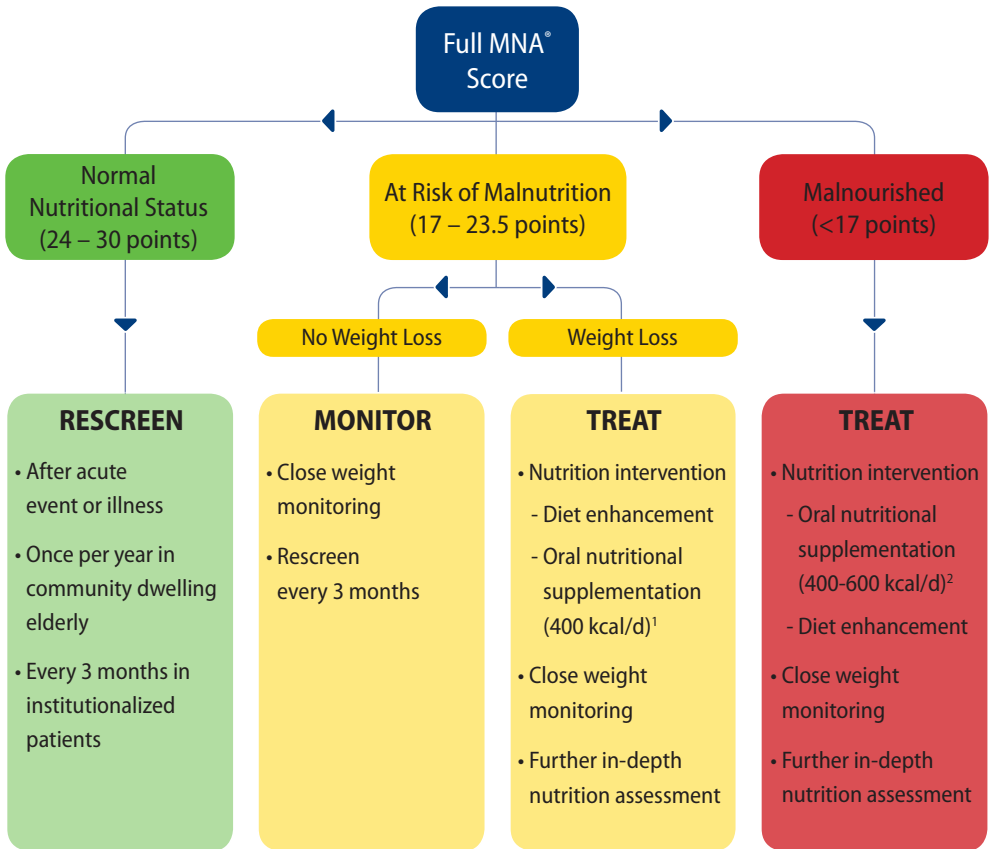 Full MNA®
Score
Normal
Nutritional Status
(24 – 30 points)
At Risk of Malnutrition
(17 – 23.5 points)
Malnourished
(<17 points)
No Weight Loss
Weight Loss
RESCREEN
• After acute
event or illness
• Once per year in
community dwelling
elderly
• Every 3 months in
institutionalized
patients
MONITOR
• Close weight
monitoring
• Rescreen
every 3 months
TREAT
• Nutrition intervention
- Diet enhancement
- Oral nutritional
supplementation
(400 kcal/d)¹
• Close weight
monitoring
• Further in-depth
nutrition assessment
TREAT
• Nutrition intervention
- Oral nutritional
supplementation
(400-600 kcal/d)²
- Diet enhancement
• Close weight
monitoring
• Further in-depth
nutrition assessment